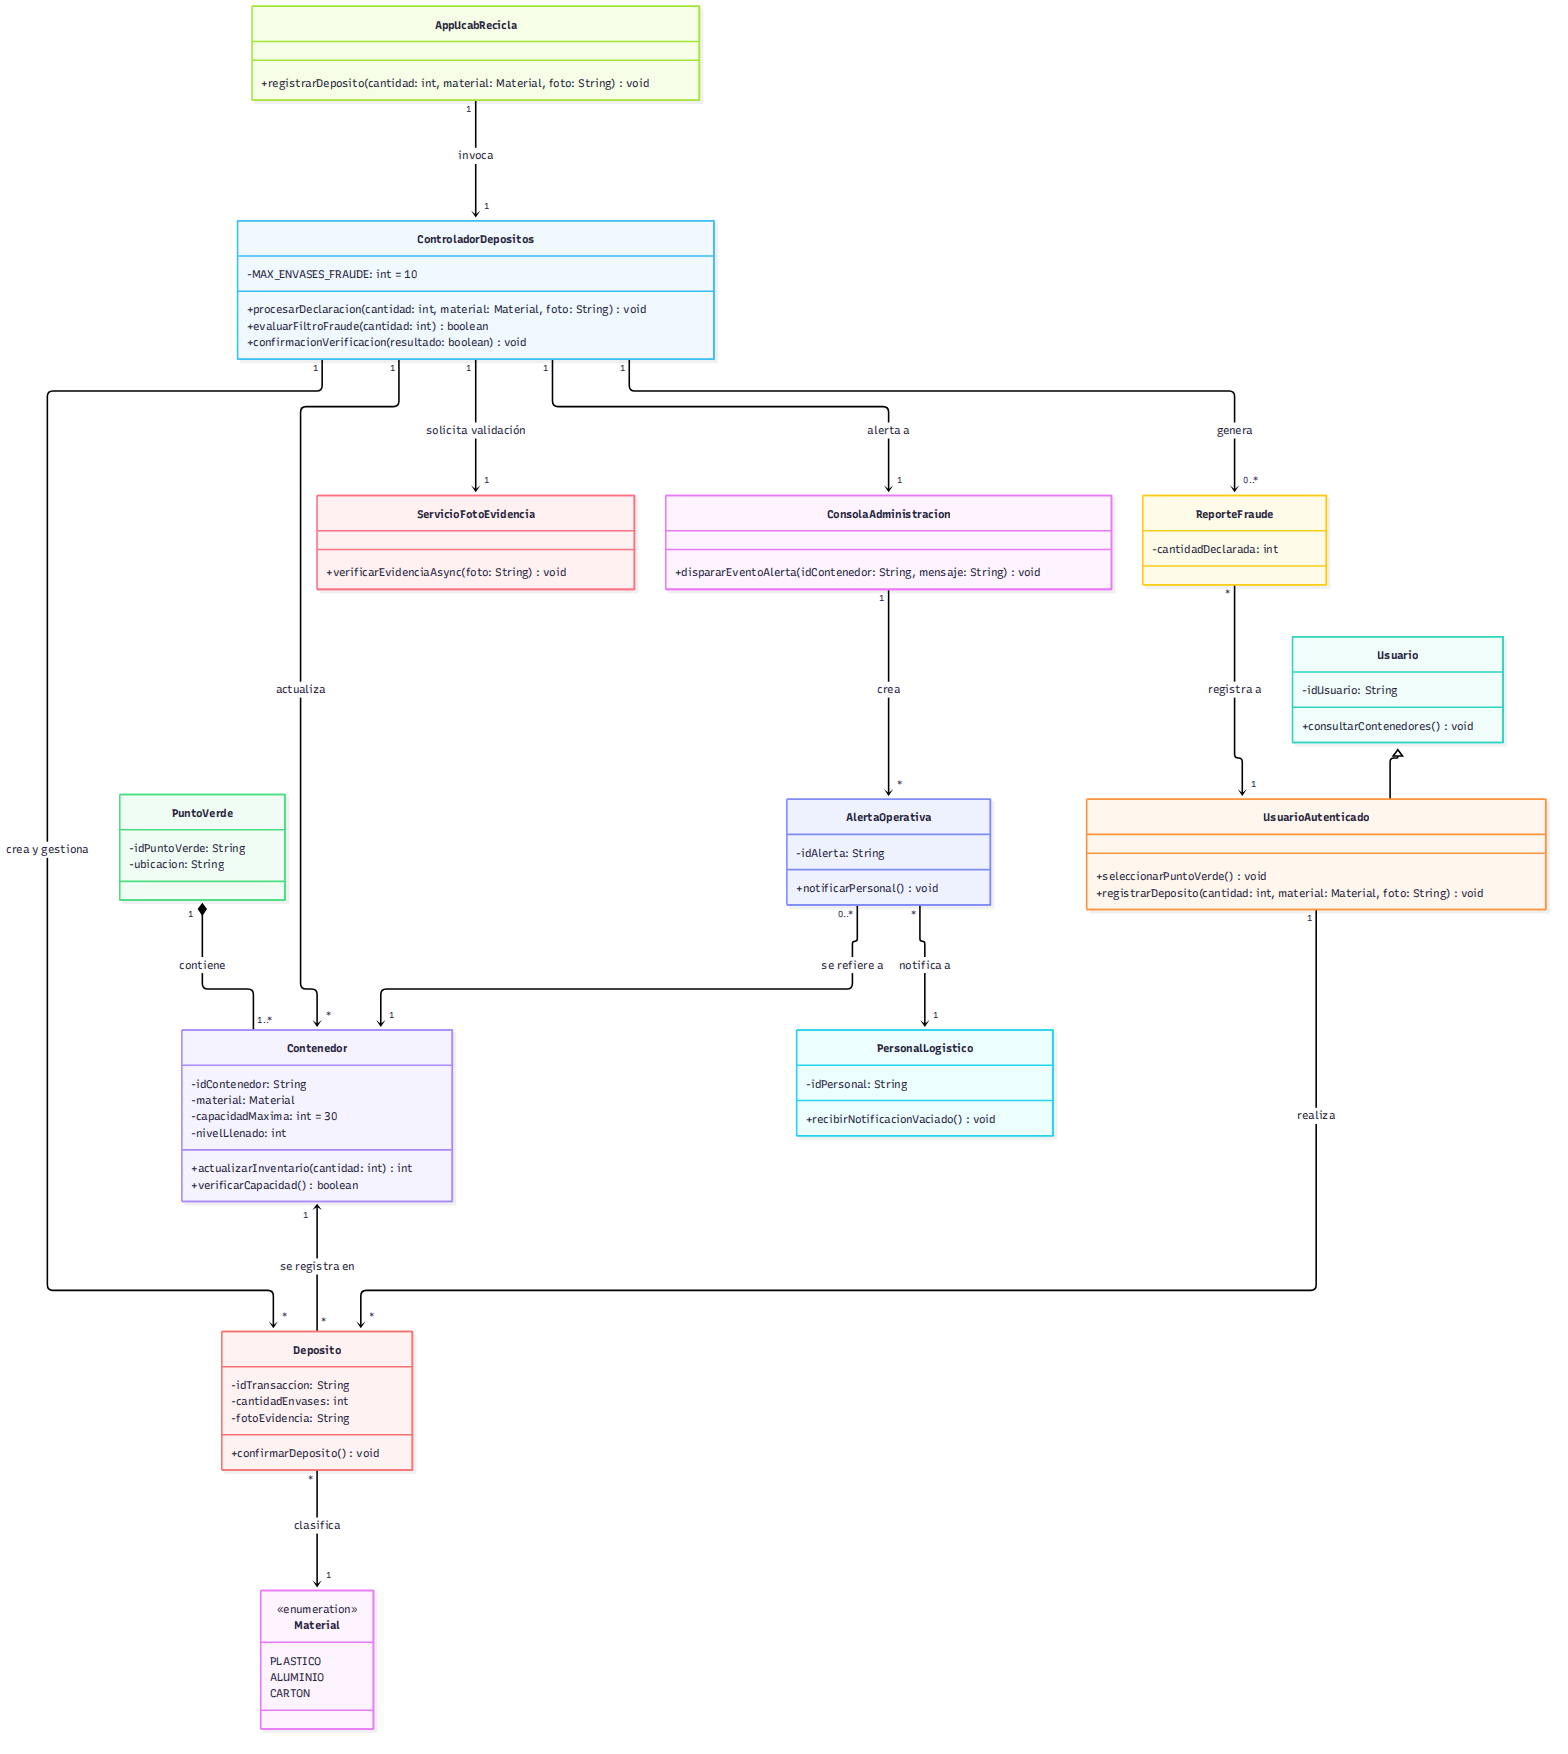 AppUcabRecicla
+registrarDeposito(cantidad: int, material: Material, foto: String) : void
1
invoca
1
ControladorDepositos
-MAX_ENVASES_FRAUDE: int = 10
+procesarDeclaracion(cantidad: int, material: Material, foto: String) : void
+evaluarFiltroFraude(cantidad: int) : boolean
+confirmacionVerificacion(resultado: boolean) : void
1
1
1
1
1
solicita validación
alerta a
genera
1
1
0..*
ServicioFotoEvidencia
+verificarEvidenciaAsync(foto: String) : void
ConsolaAdministracion
+dispararEventoAlerta(idContenedor: String, mensaje: String) : void
ReporteFraude
-cantidadDeclarada: int
1
*
Usuario
-idUsuario: String
+consultarContenedores() : void
actualiza
crea
registra a
*
1
PuntoVerde
-idPuntoVerde: String
-ubicacion: String
crea y gestiona
AlertaOperativa
-idAlerta: String
+notificarPersonal() : void
UsuarioAutenticado
+seleccionarPuntoVerde() : void
+registrarDeposito(cantidad: int, material: Material, foto: String) : void
1
0..*
*
1
contiene
se refiere a
notifica a
1..*
*
1
1
Contenedor
-idContenedor: String
-material: Material
-capacidadMaxima: int = 30
-nivelLlenado: int
+actualizarInventario(cantidad: int) : int
+verificarCapacidad() : boolean
PersonalLogistico
-idPersonal: String
+recibirNotificacionVaciado() : void
realiza
1
se registra en
*
*
*
Deposito
-idTransaccion: String
-cantidadEnvases: int
-fotoEvidencia: String
+confirmarDeposito() : void
*
clasifica
1
«enumeration»
Material
PLASTICO
ALUMINIO
CARTON